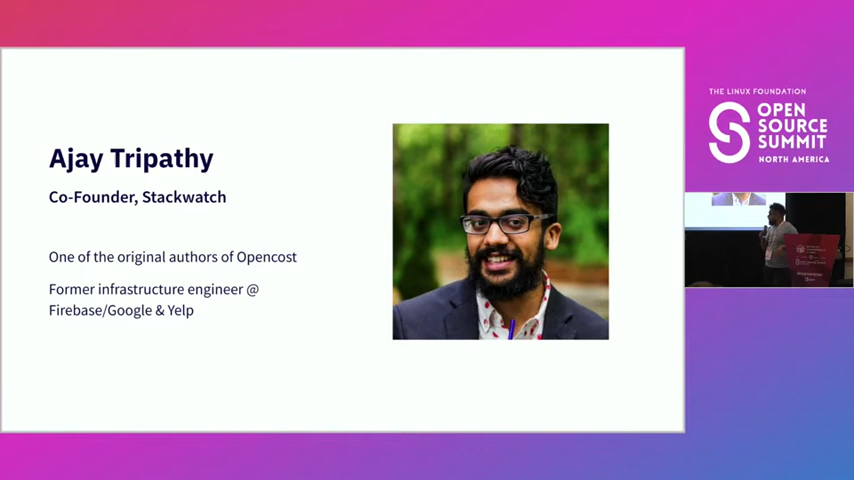 Ajay Tripathy
Co-Founder, Stackwatch
One of the original authors of Opencost
Former infrastructure engineer @
Firebase/Google & Yelp
THE LINUX FOUNDATION
OPEN
SOURCE
SUMMIT
NORTH AMERICA